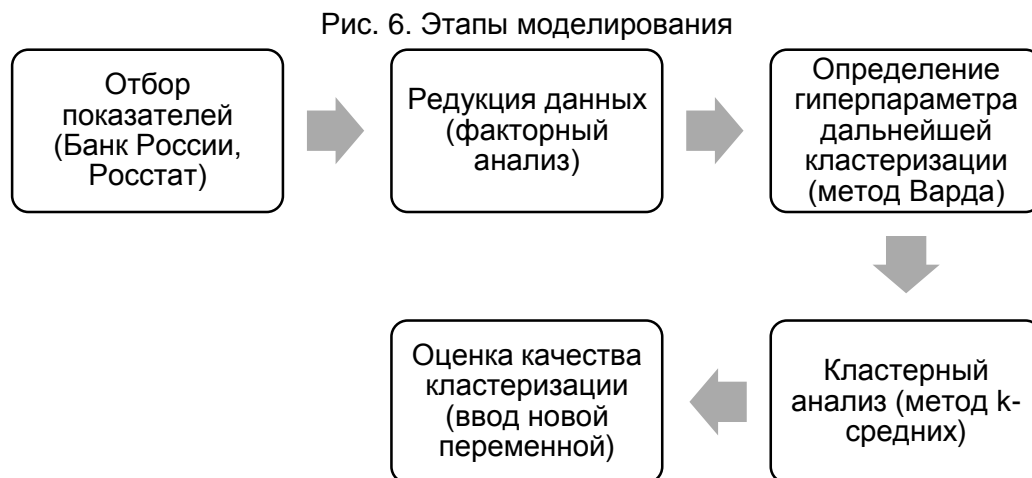 Рис. 6. Этапы моделирования
Отбор
показателей
(Банк России,
Росстат)
Редукция данных
(факторный
анализ)
Определение
гиперпараметра
дальнейшей
кластеризации
(метод Варда)
Кластерный
анализ (метод k-
средних)
Оценка качества
кластеризации
(ввод новой
переменной)